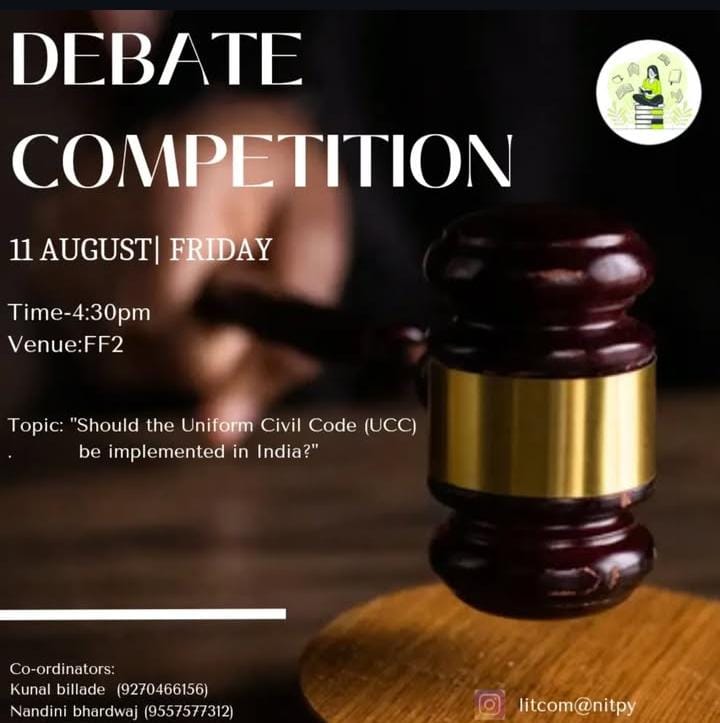 DEBATE
COMPETITION
11 AUGUST| FRIDAY
Time-4:30pm
Venue:FF2
Topic: "Should the Uniform Civil Code (UCC)
. be implemented in India?"
Co-ordinators:
Kunal billade (9270466156)
Nandini bhardwaj (9557577312)
litcom@nitpy